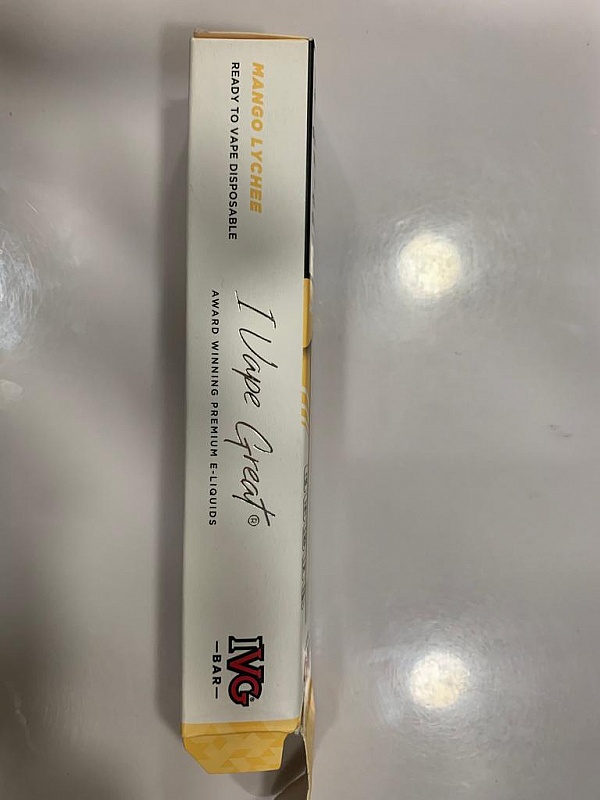 MANGO LYCHEE
READY TO VAPE DISPOSABLE
I Vape Great®
AWARD WINNING PREMIUM E-LIQUIDS
IVG®
BAR